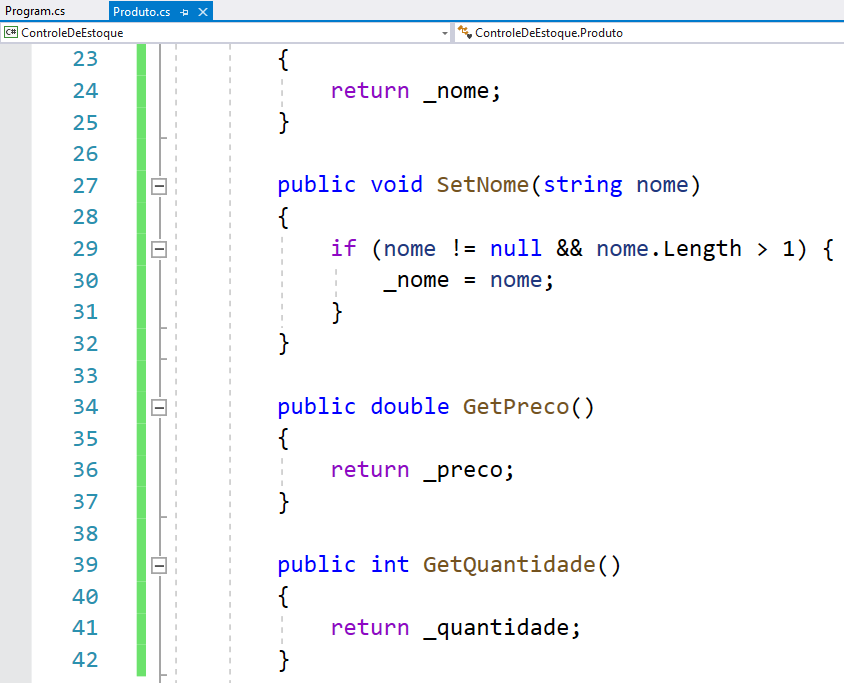 Program.cs Produto.cs
C# ControleDeEstoque ControleDeEstoque.Produto
23 {
24 return _nome;
25 }
26
27 public void SetNome(string nome)
28 {
29 if (nome != null && nome.Length > 1) {
30 _nome = nome;
31 }
32 }
33
34 public double GetPreco()
35 {
36 return _preco;
37 }
38
39 public int GetQuantidade()
40 {
41 return _quantidade;
42 }